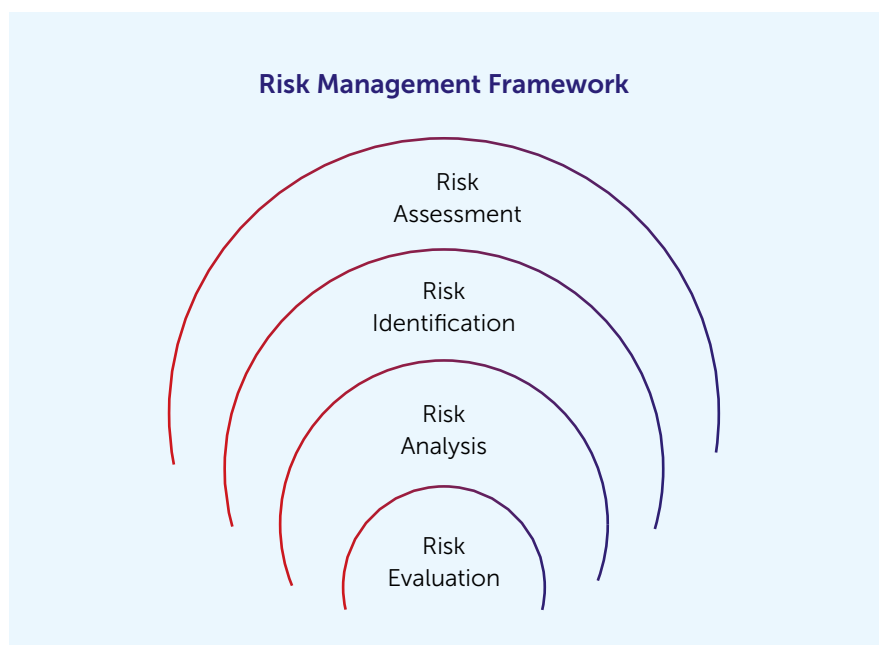 Risk Management Framework
Risk
Assessment
Risk
Identification
Risk
Analysis
Risk
Evaluation